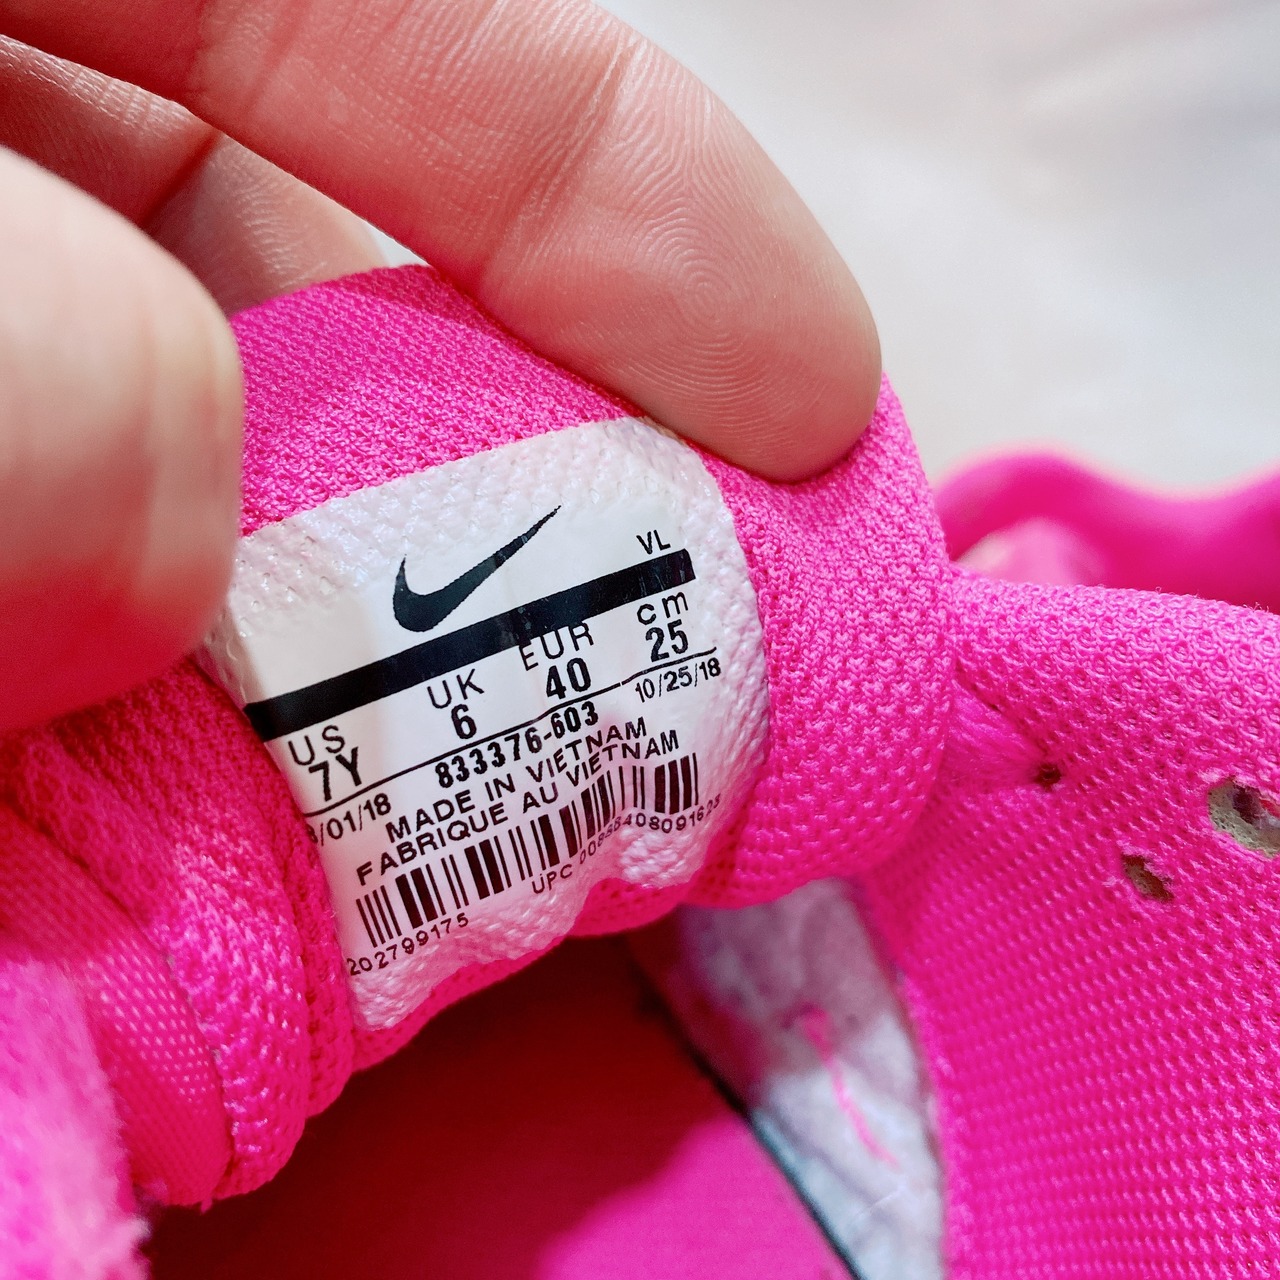 VL
US UK EUR cm
7Y 6 40 25
/01/18 833376-603 10/25/18
MADE IN VIETNAM
FABRIQUE AU VIETNAM
202799175 UPC